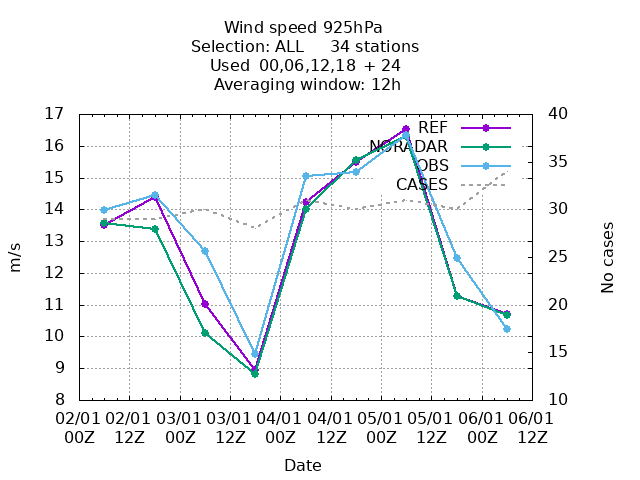 Wind speed 925hPa
Selection: ALL 34 stations
Used 00,06,12,18 + 24
Averaging window: 12h
17 40
REF
16
NORADAR
35
15 OBS
CASES
14 30
13
25
12
11 20
10
15
9
8 10
m/s
No cases
02/01 02/01 03/01 03/01 04/01 04/01 05/01 05/01 06/01 06/01
00Z 12Z 00Z 12Z 00Z 12Z 00Z 12Z 00Z 12Z
Date